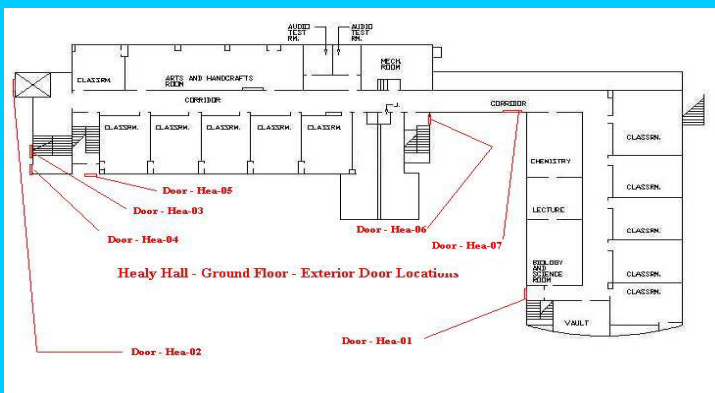 AUDIO
TEST
RM.
AUDIO
TEST
RM.
MECH.
ROOM
CLASSRM.
ARTS AND HANDCRAFTS
ROOM
CORRIDOR
J.
CORRIDOR
CLASSRM.
CLASSRM.
CLASSRM.
CLASSRM.
CLASSRM.
CLASSRM.
CHENISTRY
CLASSRM.
Door - Hea-05
Door - Hea-03
LECTURE
Door - Hea-06
CLASSRM.
Door - Hea-04
Door - Hea-07
Healy Hall - Ground Floor - Exterior Door Locations
BIOLOGY
AND
SCIENCE
ROOM
CLASSRM.
CLASSRM.
VAULT
Door - Hea-01
Door - Hea-02